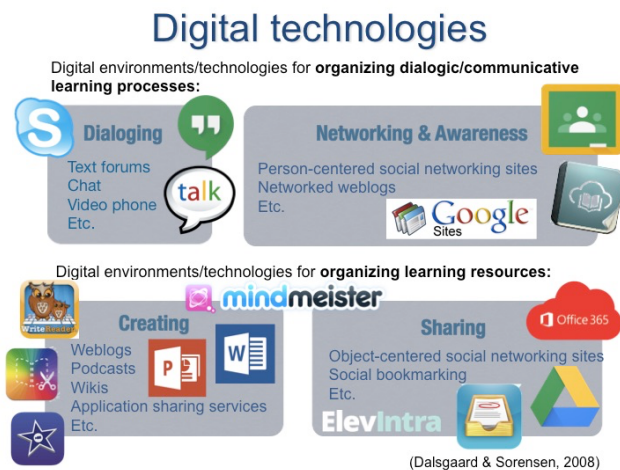 Digital technologies
Digital environments/technologies for organizing dialogic/communicative
learning processes:
Dialoging
Text forums
Chat
Video phone
Etc.
talk
Networking & Awareness
Person-centered social networking sites
Networked weblogs
Etc.
Google
Sites
Digital environments/technologies for organizing learning resources:
mindmeister
WriteReader
Creating
Weblogs
Podcasts
Wikis
Application sharing services
Etc.
P
W
Office 365
Sharing
Object-centered social networking sites
Social bookmarking
Etc.
ElevIntra
(Dalsgaard & Sorensen, 2008)